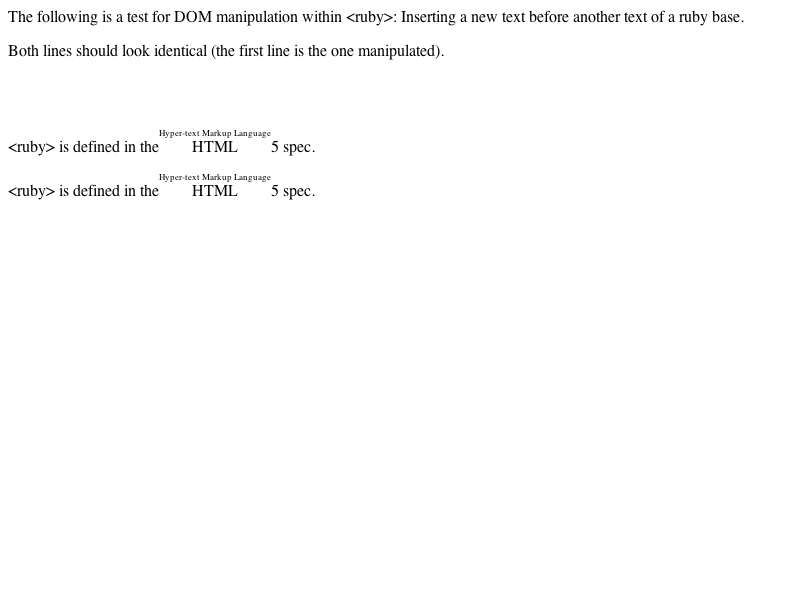 The following is a test for DOM manipulation within <ruby>: Inserting a new text before another text of a ruby base.
Both lines should look identical (the first line is the one manipulated).
Hyper-text Markup Language
<ruby> is defined in the HTML 5 spec.
Hyper-text Markup Language
<ruby> is defined in the HTML 5 spec.